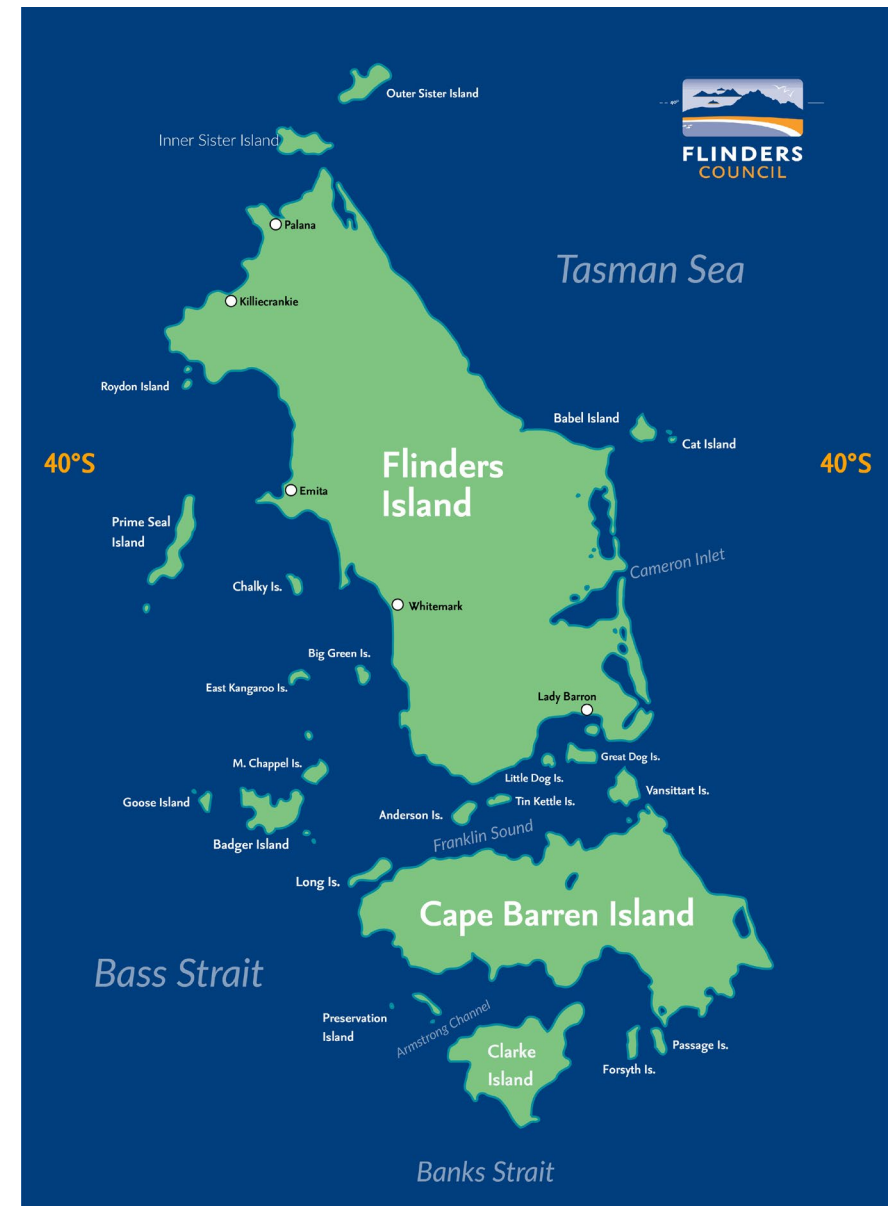 Outer Sister Island
FLINDERS
COUNCIL
Inner Sister Island
Palana
Tasman Sea
Killiecrankie
Roydon Island
Babel Island
Cat Island
40°S
40°S
Flinders
Island
Emita
Prime Seal
Island
Cameron Inlet
Chalky Is.
Whitemark
Big Green Is.
East Kangaroo Is.
Lady Barron
Great Dog Is.
M. Chappel Is.
Little Dog Is.
Vansittart Is.
Goose Island
Tin Kettle Is.
Anderson Is.
Badger Island
Franklin Sound
Long Is.
Cape Barren Island
Bass Strait
Preservation
Island
Armstrong Channel
Clarke
Island
Passage Is.
Forsyth Is.
Banks Strait